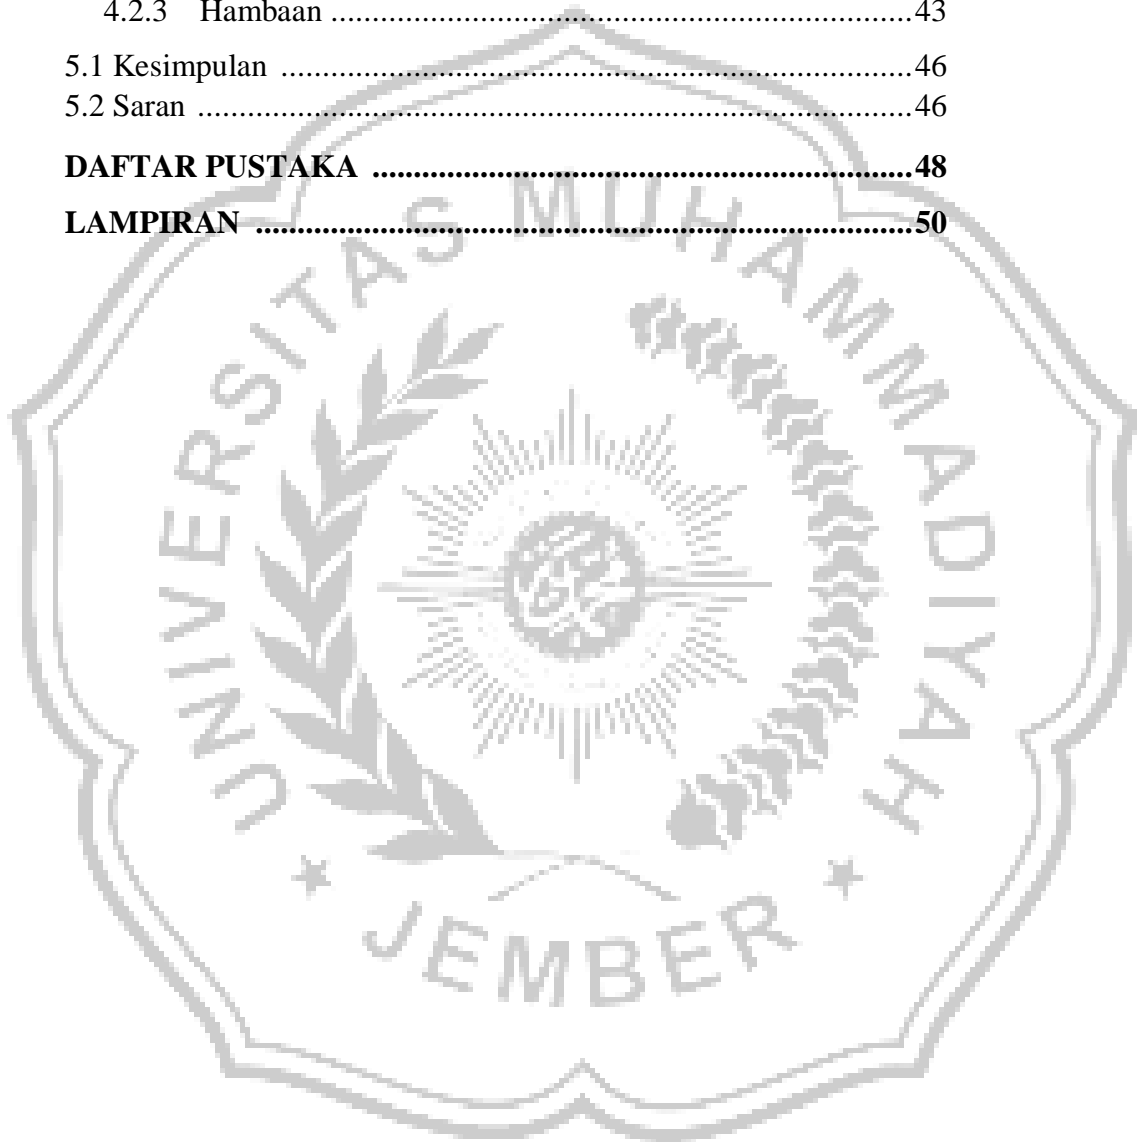 4.2.3 Hambaan ........................................................................43
5.1 Kesimpulan .............................................................................46
5.2 Saran .......................................................................................46
DAFTAR PUSTAKA ..................................................................48
LAMPIRAN ................................................................................50
UNIVERSITAS MUHAMMADIYAH
JEMBER